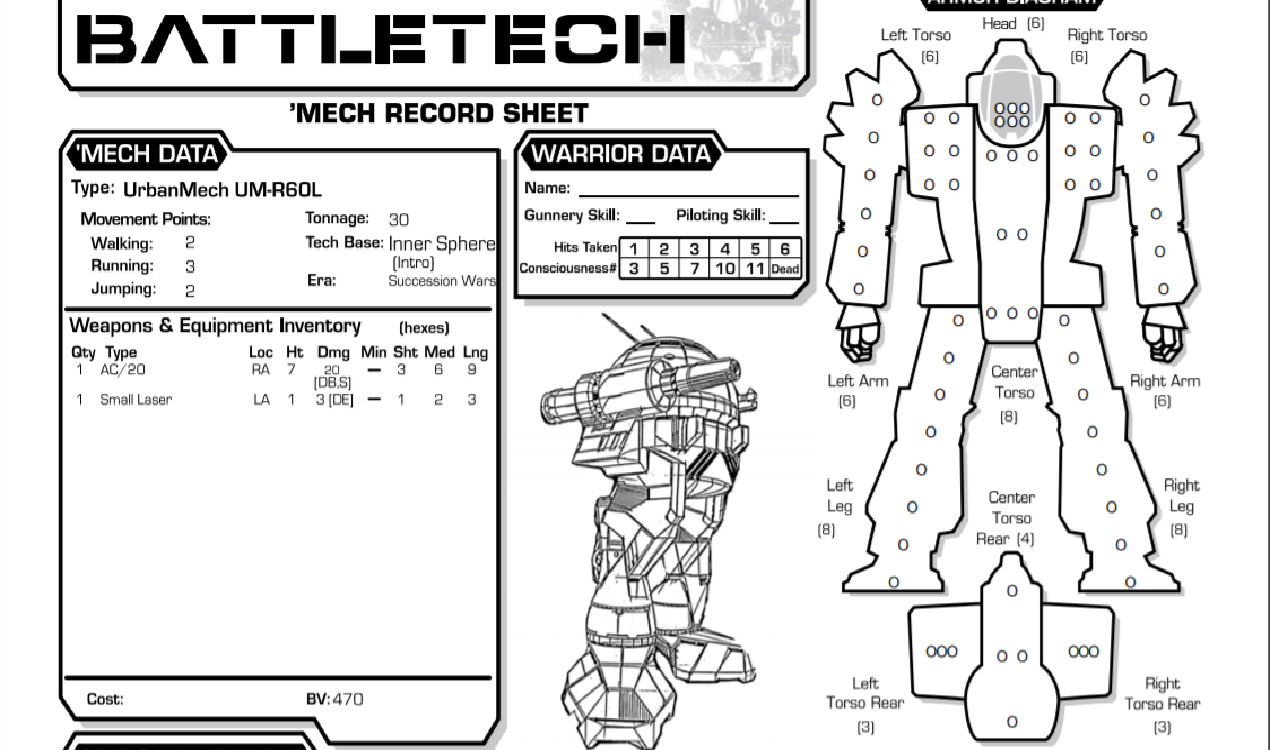 BATTLETECH
'MECH RECORD SHEET
'MECH DATA
Type: UrbanMech UM-R60L
Movement Points:
Walking: 2
Running: 3
Jumping: 2
Tonnage: 30
Tech Base: Inner Sphere
(Intro)
Era: Succession Wars
Weapons & Equipment Inventory (hexes)
Qty Type Loc Ht Dmg Min Sht Med Lng
1 AC/20 RA 7 20 — 3 6 9
[DB,S]
1 Small Laser LA 1 3 [DE] — 1 2 3
Cost: BV: 470
WARRIOR DATA
Name:
Gunnery Skill: Piloting Skill:
Hits Taken 1 2 3 4 5 6
Consciousness# 3 5 7 10 11 Dead
ARMOR DIAGRAM
Head (6)
Left Torso
(6)
Right Torso
(6)
Left Arm
(6)
Center
Torso
(8)
Right Arm
(6)
Left
Leg
(8)
Center
Torso
Rear (4)
Right
Leg
(8)
Left
Torso Rear
(3)
Right
Torso Rear
(3)